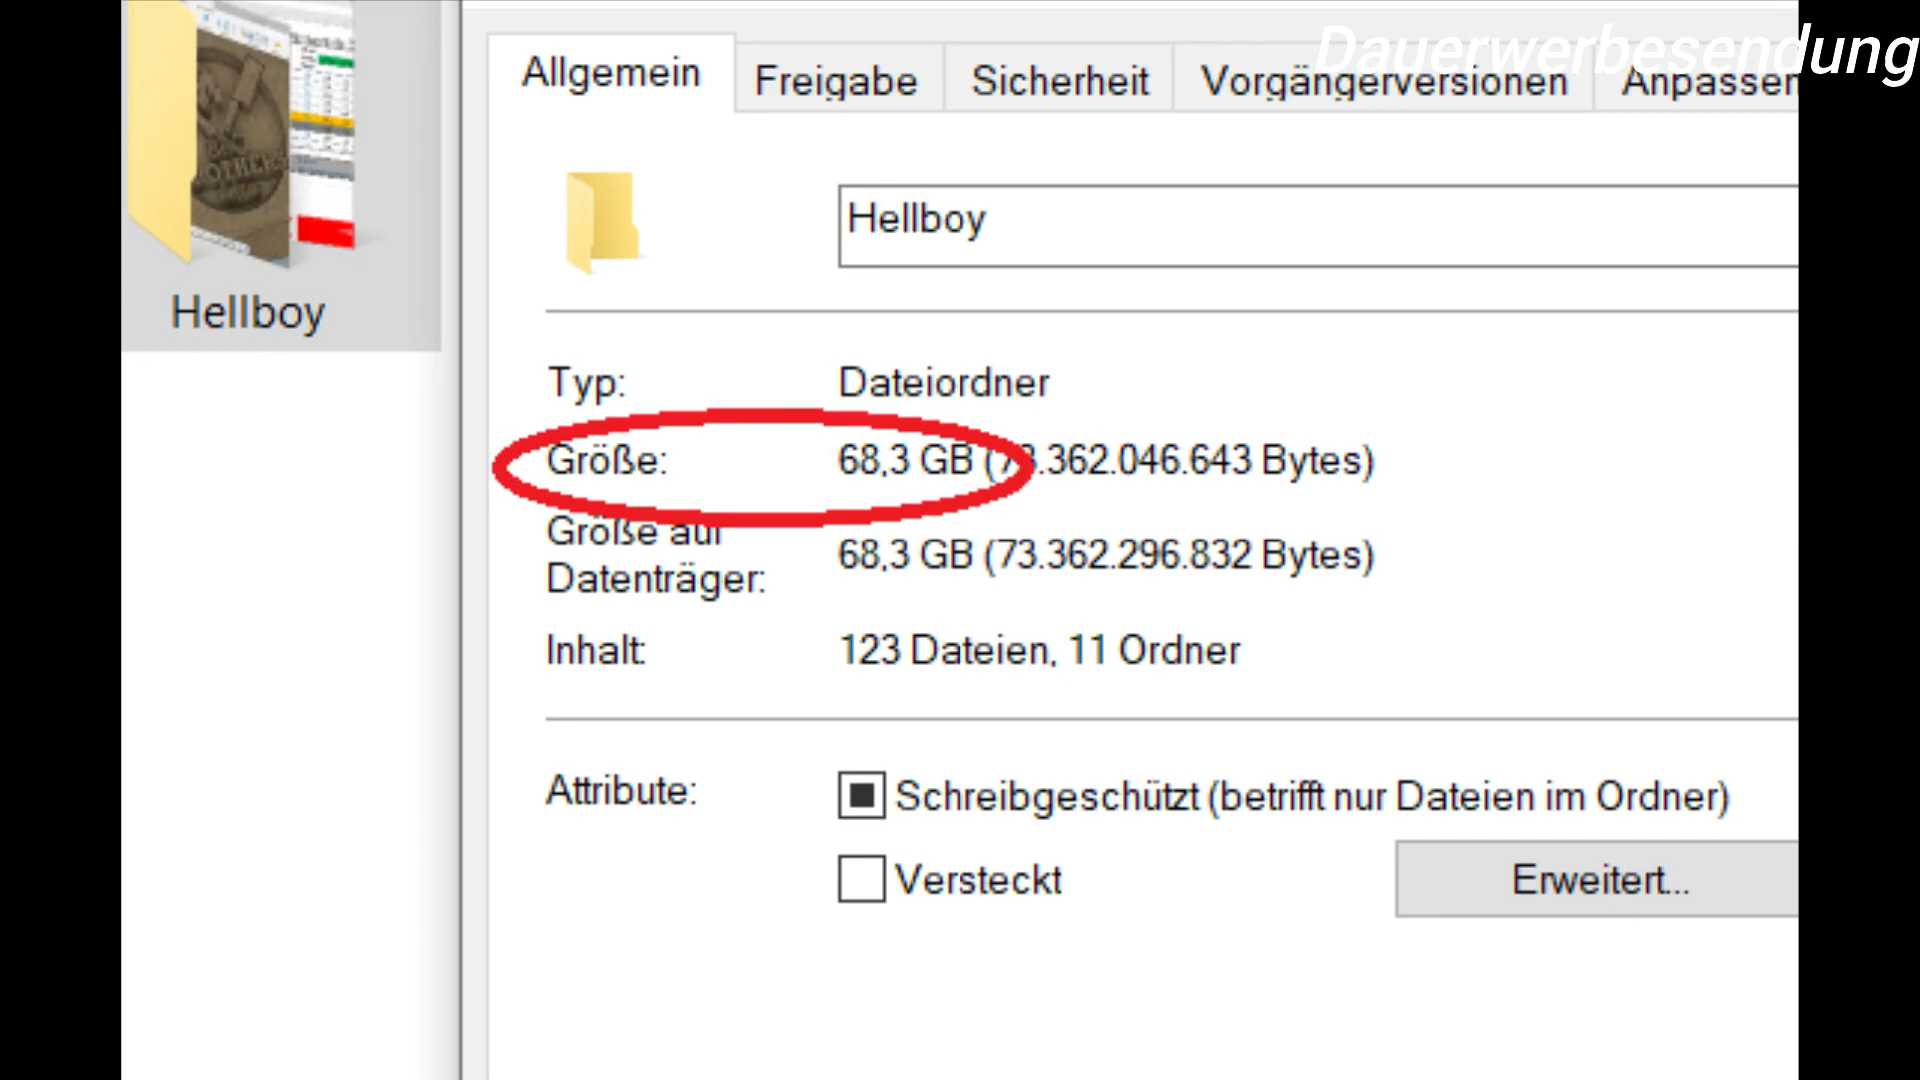 Dauerwerbesendung
Allgemein
Freigabe
Sicherheit
Vorgängerversionen
Anpassen
Hellboy
Hellboy
Typ: Dateiordner
Größe: 68,3 GB (73.362.046.643 Bytes)
Größe auf
Datenträger: 68,3 GB (73.362.296.832 Bytes)
Inhalt: 123 Dateien, 11 Ordner
Attribute: Schreibgeschützt (betrifft nur Dateien im Ordner)
Versteckt
Erweitert...